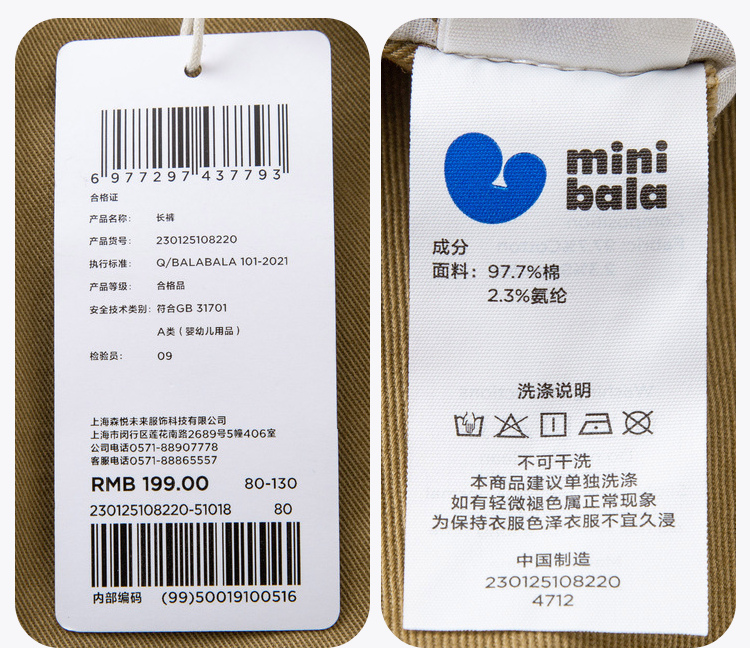 6 977297 437793
合格证
产品名称: 长裤
产品货号: 230125108220
执行标准: Q/BALABALA 101-2021
产品等级: 合格品
安全技术类别: 符合GB 31701
A类（婴幼儿用品）
检验员: 09
上海森悦未来服饰科技有限公司
上海市闵行区莲花南路2689号5幢406室
公司电话0571-88907778
客服电话0571-88865557
RMB 199.00 80-130
230125108220-51018 80
内部编码 (99)50019100516
mini
bala
成分
面料: 97.7%棉
2.3%氨纶
洗涤说明
不可干洗
本商品建议单独洗涤
如有轻微褪色属正常现象
为保持衣服色泽衣服不宜久浸
中国制造
230125108220
4712